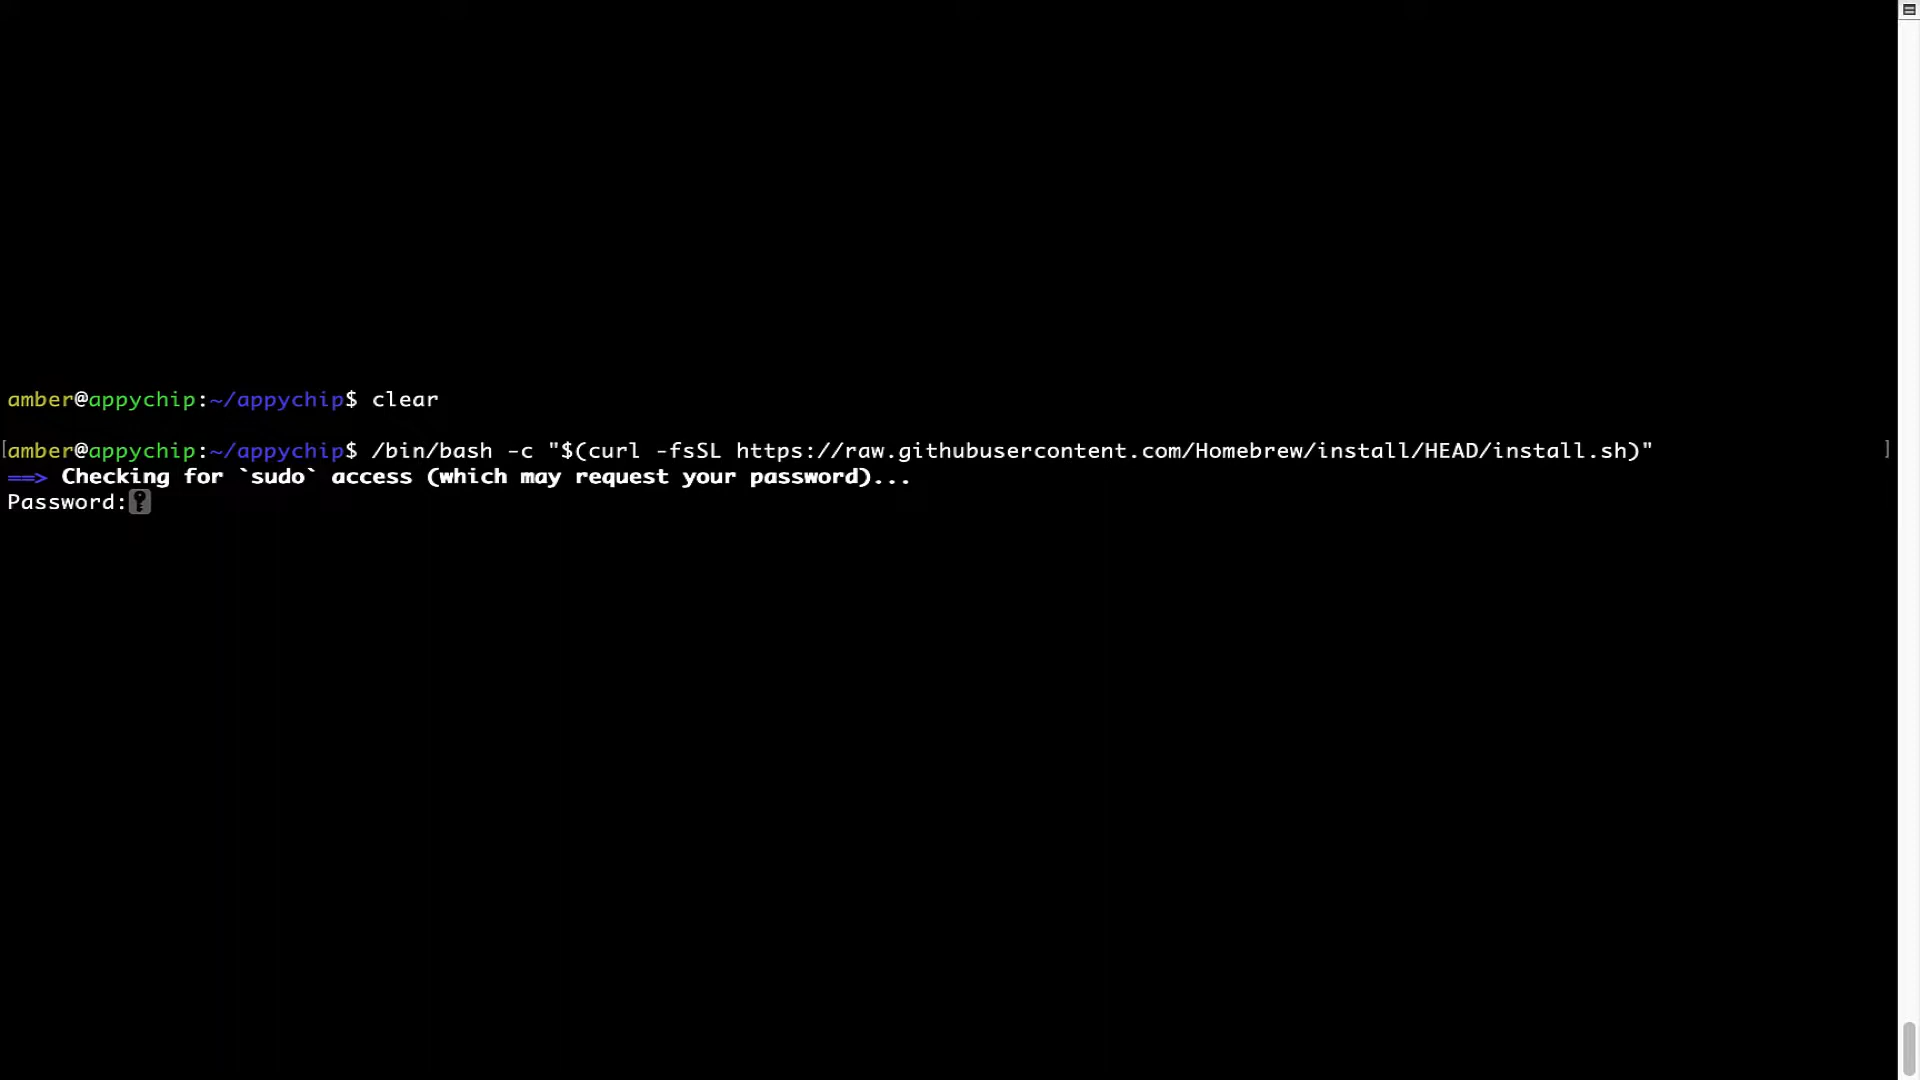 amber@appychip:~/appychip$ clear
[amber@appychip:~/appychip$ /bin/bash -c "$(curl -fsSL https://raw.githubusercontent.com/Homebrew/install/HEAD/install.sh)" ]
==> Checking for `sudo` access (which may request your password)...
Password: